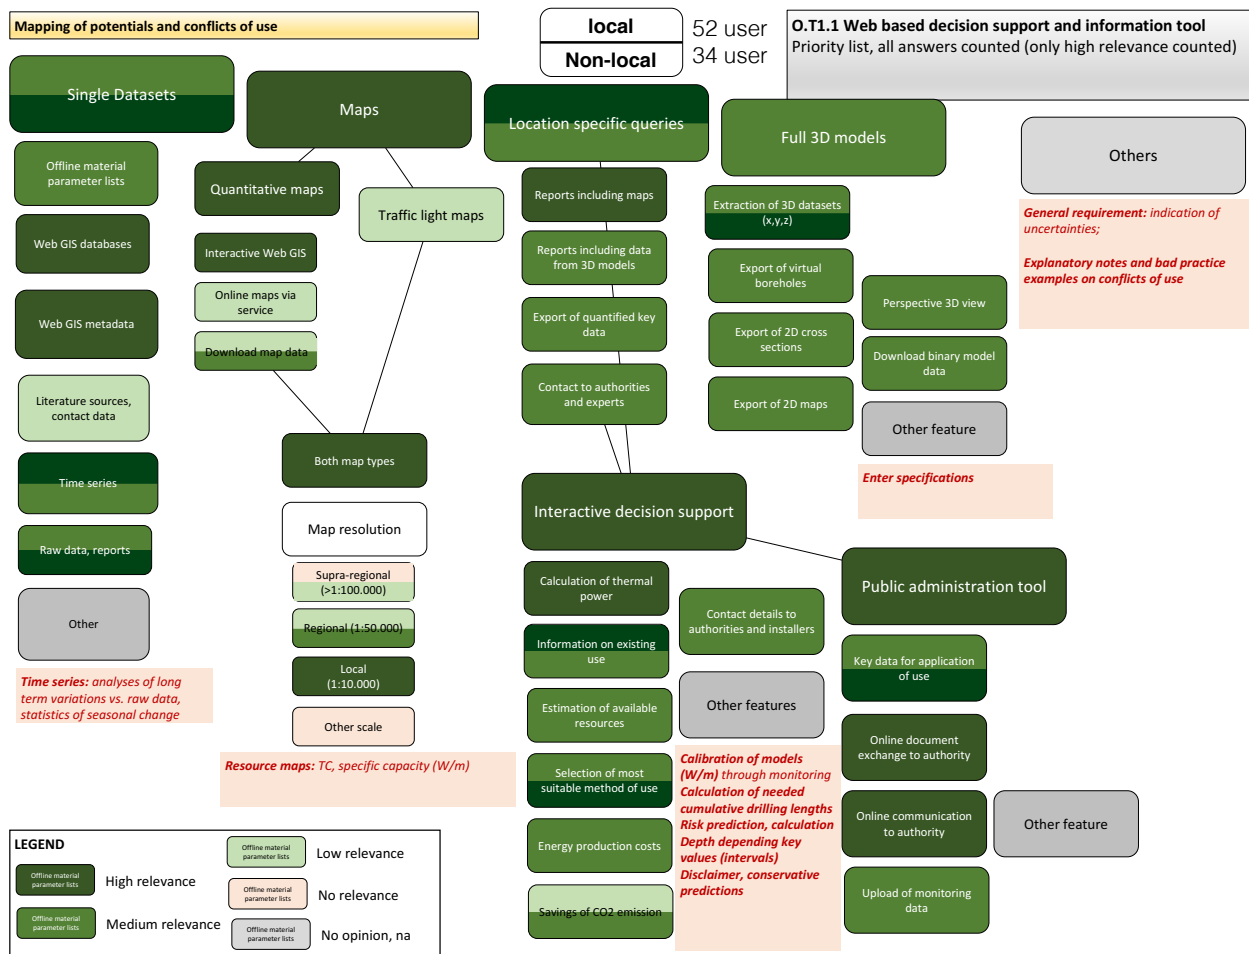 Mapping of potentials and conflicts of use
local
52 user
Non-local
34 user
O.T1.1 Web based decision support and information tool
Priority list, all answers counted (only high relevance counted)
Single Datasets
Offline material
parameter lists
Web GIS databases
Web GIS metadata
Literature sources,
contact data
Time series
Raw data, reports
Other
Time series: analyses of long
term variations vs. raw data,
statistics of seasonal change
Maps
Quantitative maps
Traffic light maps
Interactive Web GIS
Online maps via
service
Download map data
Both map types
Map resolution
Supra-regional
(>1:100.000)
Regional (1:50.000)
Local
(1:10.000)
Other scale
Resource maps: TC, specific capacity (W/m)
Location specific queries
Reports including maps
Reports including data
from 3D models
Export of quantified key
data
Contact to authorities
and experts
Full 3D models
Extraction of 3D datasets
(x,y,z)
Export of virtual
boreholes
Export of 2D cross
sections
Export of 2D maps
Perspective 3D view
Download binary model
data
Other feature
Enter specifications
Others
General requirement: indication of
uncertainties;
Explanatory notes and bad practice
examples on conflicts of use
Interactive decision support
Calculation of thermal
power
Information on existing
use
Estimation of available
resources
Selection of most
suitable method of use
Energy production costs
Savings of CO2 emission
Contact details to
authorities and installers
Other features
Calibration of models
(W/m) through monitoring
Calculation of needed
cumulative drilling lengths
Risk prediction, calculation
Depth depending key
values (intervals)
Disclaimer, conservative
predictions
Public administration tool
Key data for application
of use
Online document
exchange to authority
Online communication
to authority
Other feature
Upload of monitoring
data
LEGEND
Offline material
parameter lists
High relevance
Offline material
parameter lists
Medium relevance
Offline material
parameter lists
Low relevance
Offline material
parameter lists
No relevance
Offline material
parameter lists
No opinion, na